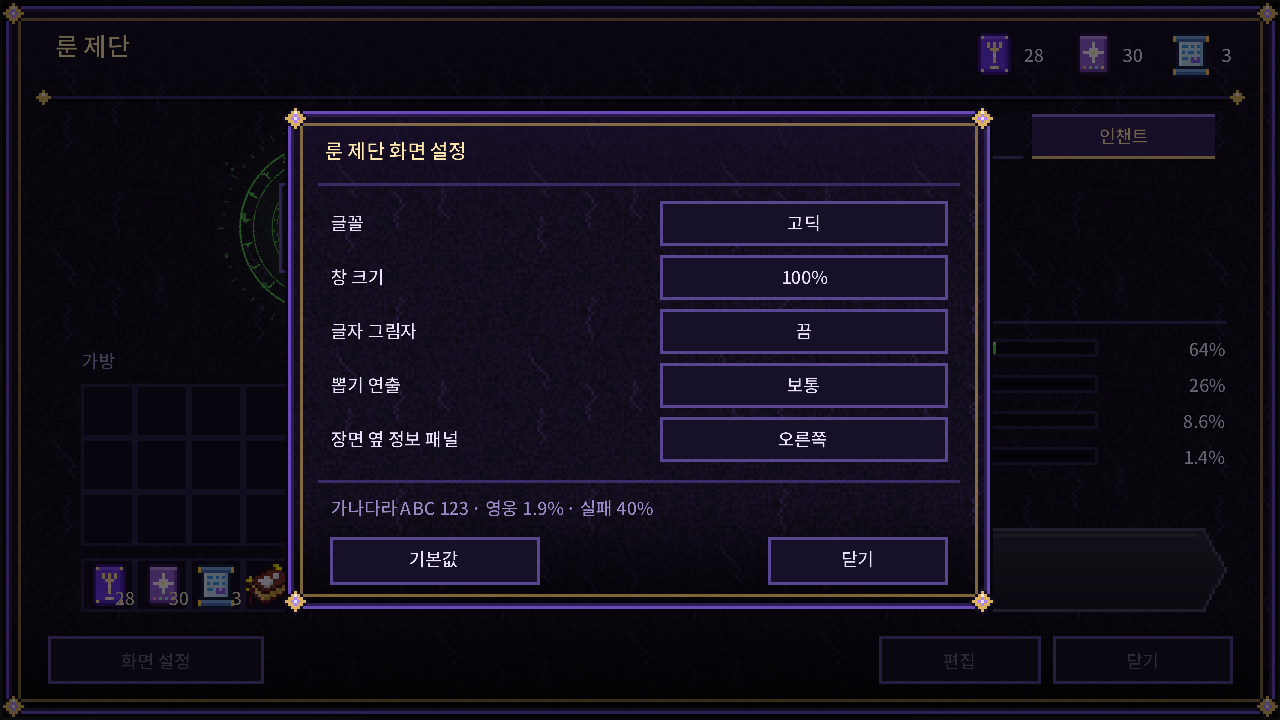 룬 제단
28
30
3
인챈트
룬 제단 화면 설정
글꼴
고딕
창 크기
100%
글자 그림자
끔
뽑기 연출
보통
장면 옆 정보 패널
오른쪽
가나다라 ABC 123 · 영웅 1.9% · 실패 40%
기본값
닫기
가방
64%
26%
8.6%
1.4%
28
30
3
화면 설정
편집
닫기